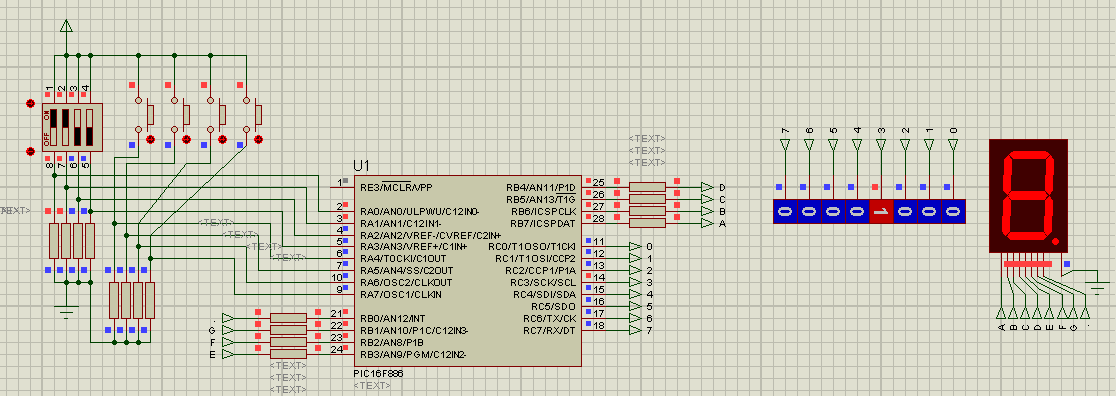 1 2 3 4
ON
OFF
8 7 6 5
<TEXT>
<TEXT>
<TEXT>
<TEXT>
U1
1 RE3/MCLR/VPP
2 RA0/AN0/ULPWU/C12IN0-
3 RA1/AN1/C12IN1-
4 RA2/AN2/VREF-/CVREF/C2IN+
5 RA3/AN3/VREF+/C1IN+
6 RA4/T0CKI/C1OUT
7 RA5/AN4/SS/C2OUT
10 RA6/OSC2/CLKOUT
9 RA7/OSC1/CLKIN
. 21 RB0/AN12/INT
G 22 RB1/AN10/P1C/C12IN3-
F 23 RB2/AN8/P1B
E 24 RB3/AN9/PGM/C12IN2-
<TEXT>
<TEXT>
<TEXT>
PIC16F886
<TEXT>
<TEXT>
<TEXT>
<TEXT>
RB4/AN11/P1D 25 D
RB5/AN13/T1G 26 C
RB6/ICSPCLK 27 B
RB7/ICSPDAT 28 A
RC0/T1OSO/T1CKI 11 0
RC1/T1OSI/CCP2 12 1
RC2/CCP1/P1A 13 2
RC3/SCK/SCL 14 3
RC4/SDI/SDA 15 4
RC5/SDO 16 5
RC6/TX/CK 17 6
RC7/RX/DT 18 7
7 6 5 4 3 2 1 0
0 0 0 0 1 0 0 0
8.
A B C D E F G .